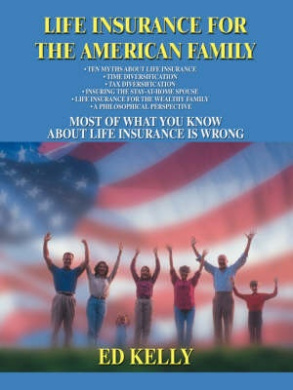 LIFE INSURANCE FOR
THE AMERICAN FAMILY
• TEN MYTHS ABOUT LIFE INSURANCE
• TIME DIVERSIFICATION
• TAX DIVERSIFICATION
• INSURING THE STAY-AT-HOME SPOUSE
• LIFE INSURANCE FOR THE WEALTHY FAMILY
• A PHILOSOPHICAL PERSPECTIVE
MOST OF WHAT YOU KNOW
ABOUT LIFE INSURANCE IS WRONG
ED KELLY